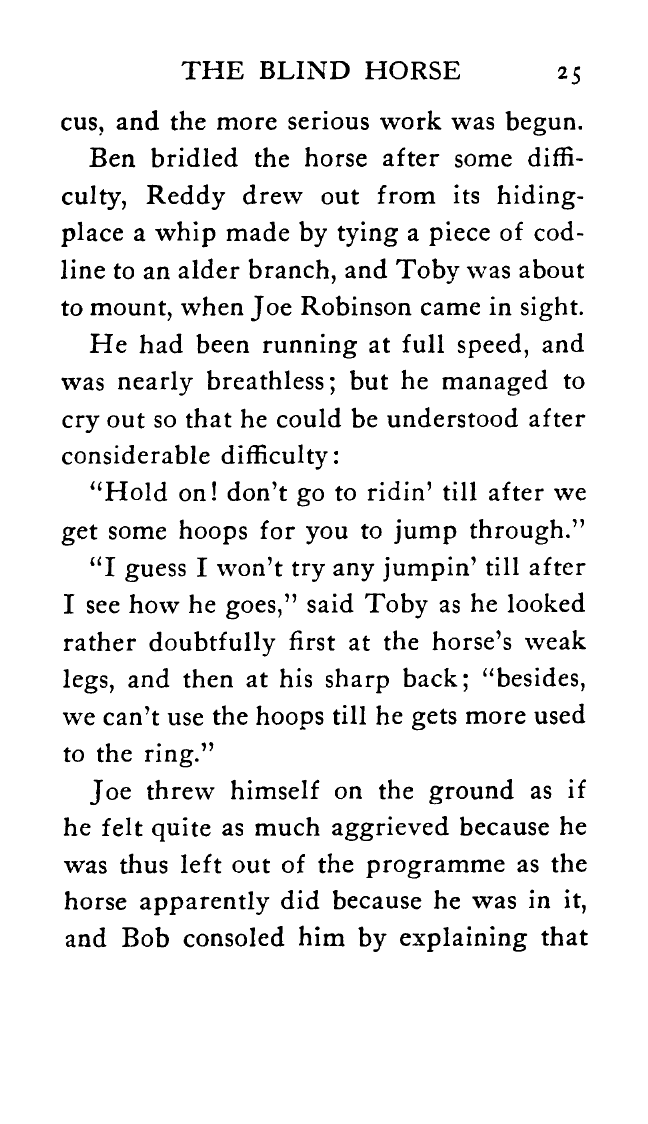 THE BLIND HORSE 25
cus, and the more serious work was begun.
Ben bridled the horse after some diffi-
culty, Reddy drew out from its hiding-
place a whip made by tying a piece of cod-
line to an alder branch, and Toby was about
to mount, when Joe Robinson came in sight.
He had been running at full speed, and
was nearly breathless; but he managed to
cry out so that he could be understood after
considerable difficulty:
“Hold on! don’t go to ridin’ till after we
get some hoops for you to jump through.”
“I guess I won’t try any jumpin’ till after
I see how he goes,” said Toby as he looked
rather doubtfully first at the horse’s weak
legs, and then at his sharp back; “besides,
we can’t use the hoops till he gets more used
to the ring.”
Joe threw himself on the ground as if
he felt quite as much aggrieved because he
was thus left out of the programme as the
horse apparently did because he was in it,
and Bob consoled him by explaining that